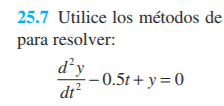 25.7 Utilice los métodos de
para resolver:
d²y/dt² − 0.5t + y = 0